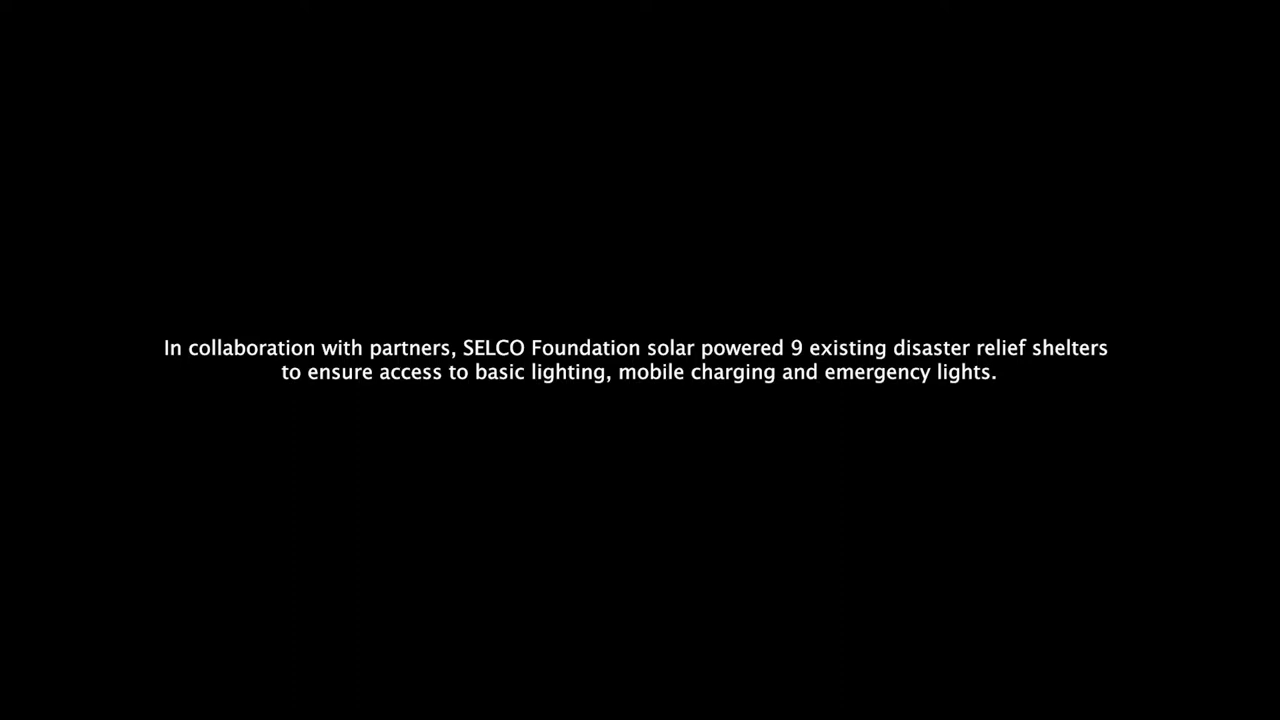 In collaboration with partners, SELCO Foundation solar powered 9 existing disaster relief shelters
to ensure access to basic lighting, mobile charging and emergency lights.